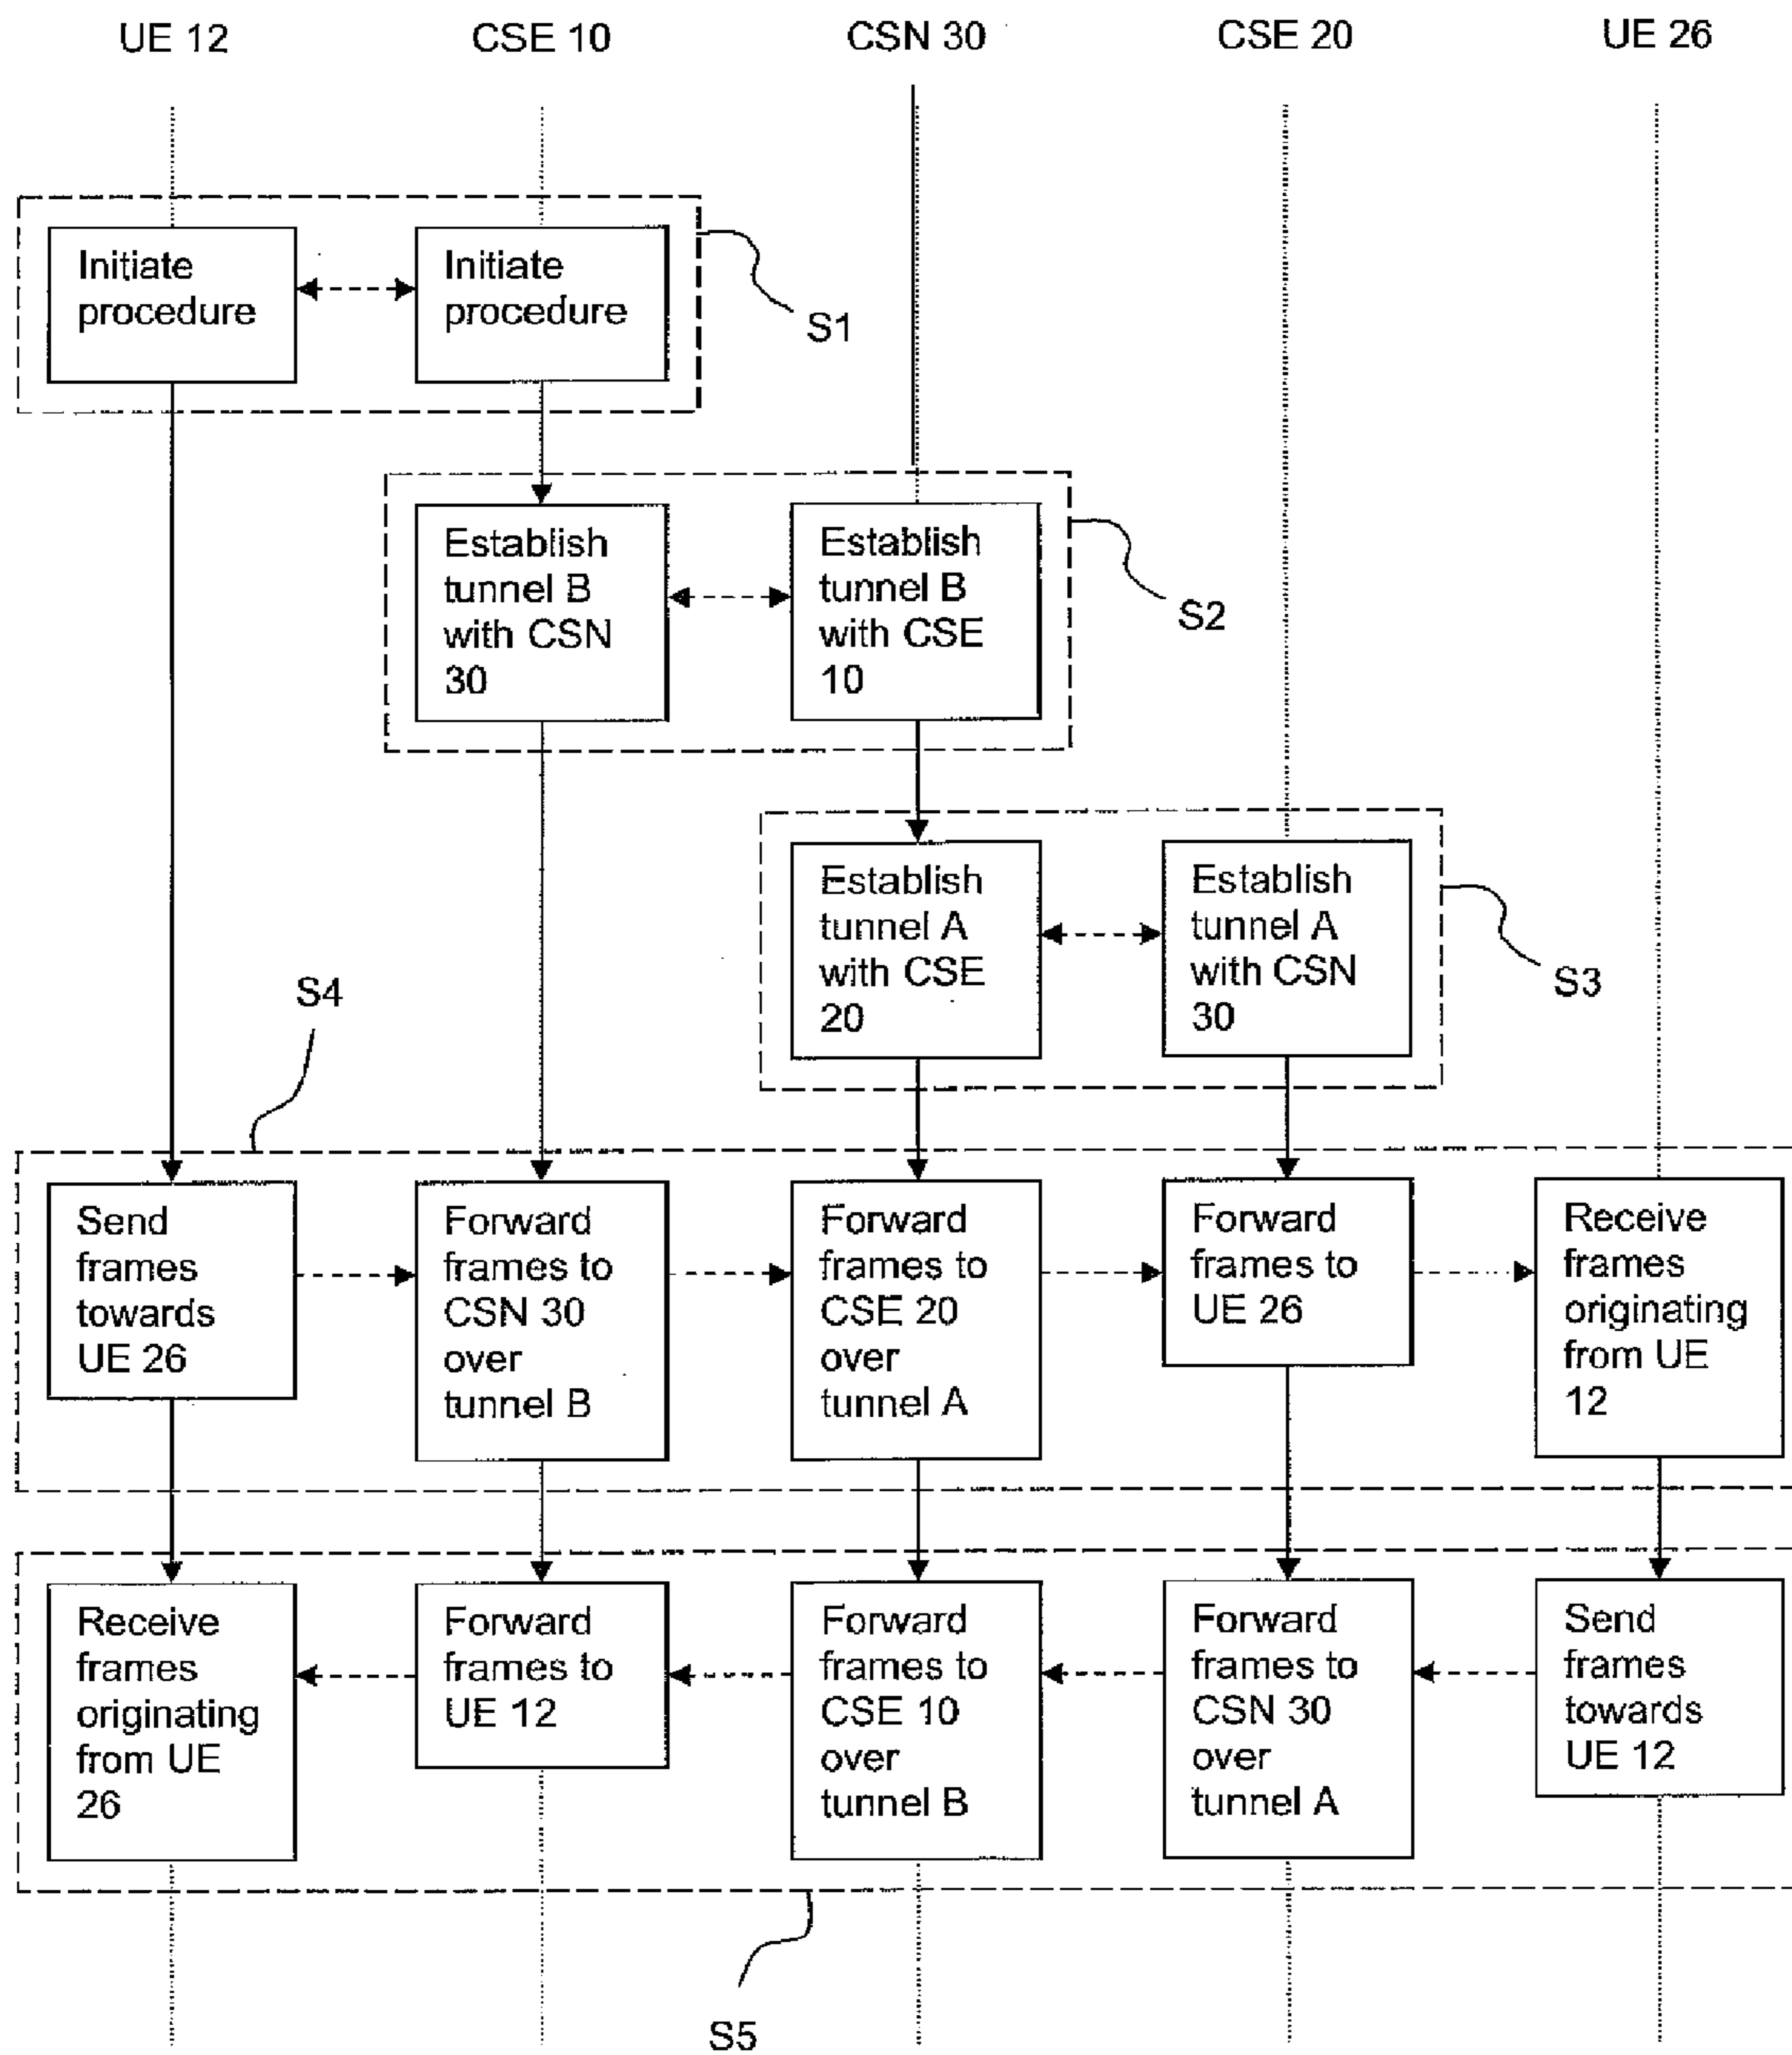 UE 12
CSE 10
CSN 30
CSE 20
UE 26
Initiate
procedure
Initiate
procedure
S1
Establish
tunnel B
with CSN
30
Establish
tunnel B
with CSE
10
S2
Establish
tunnel A
with CSE
20
Establish
tunnel A
with CSN
30
S3
S4
Send
frames
towards
UE 26
Forward
frames to
CSN 30
over
tunnel B
Forward
frames to
CSE 20
over
tunnel A
Forward
frames to
UE 26
Receive
frames
originating
from UE
12
Receive
frames
originating
from UE
26
Forward
frames to
UE 12
Forward
frames to
CSE 10
over
tunnel B
Forward
frames to
CSN 30
over
tunnel A
Send
frames
towards
UE 12
S5